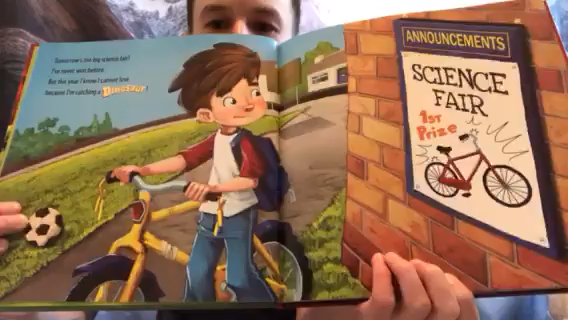 Tomorrow's the big science fair!
I've never won before.
But this year I know I cannot lose
because I'm catching a Dinosaur!
ANNOUNCEMENTS
SCIENCE
FAIR
1ST
Prize